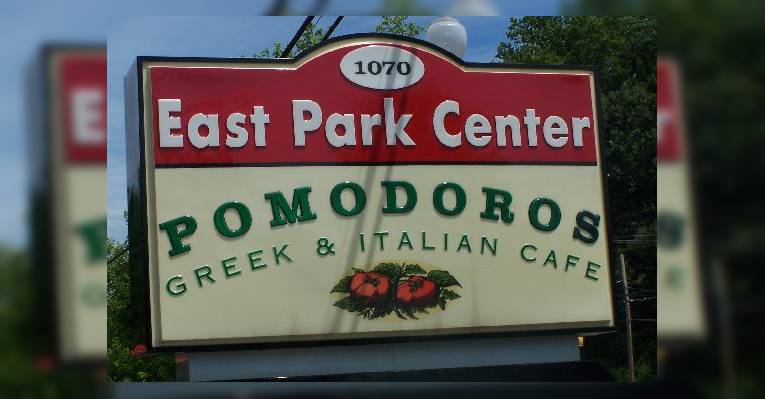 1070
East Park Center
POMODOROS
GREEK & ITALIAN CAFE